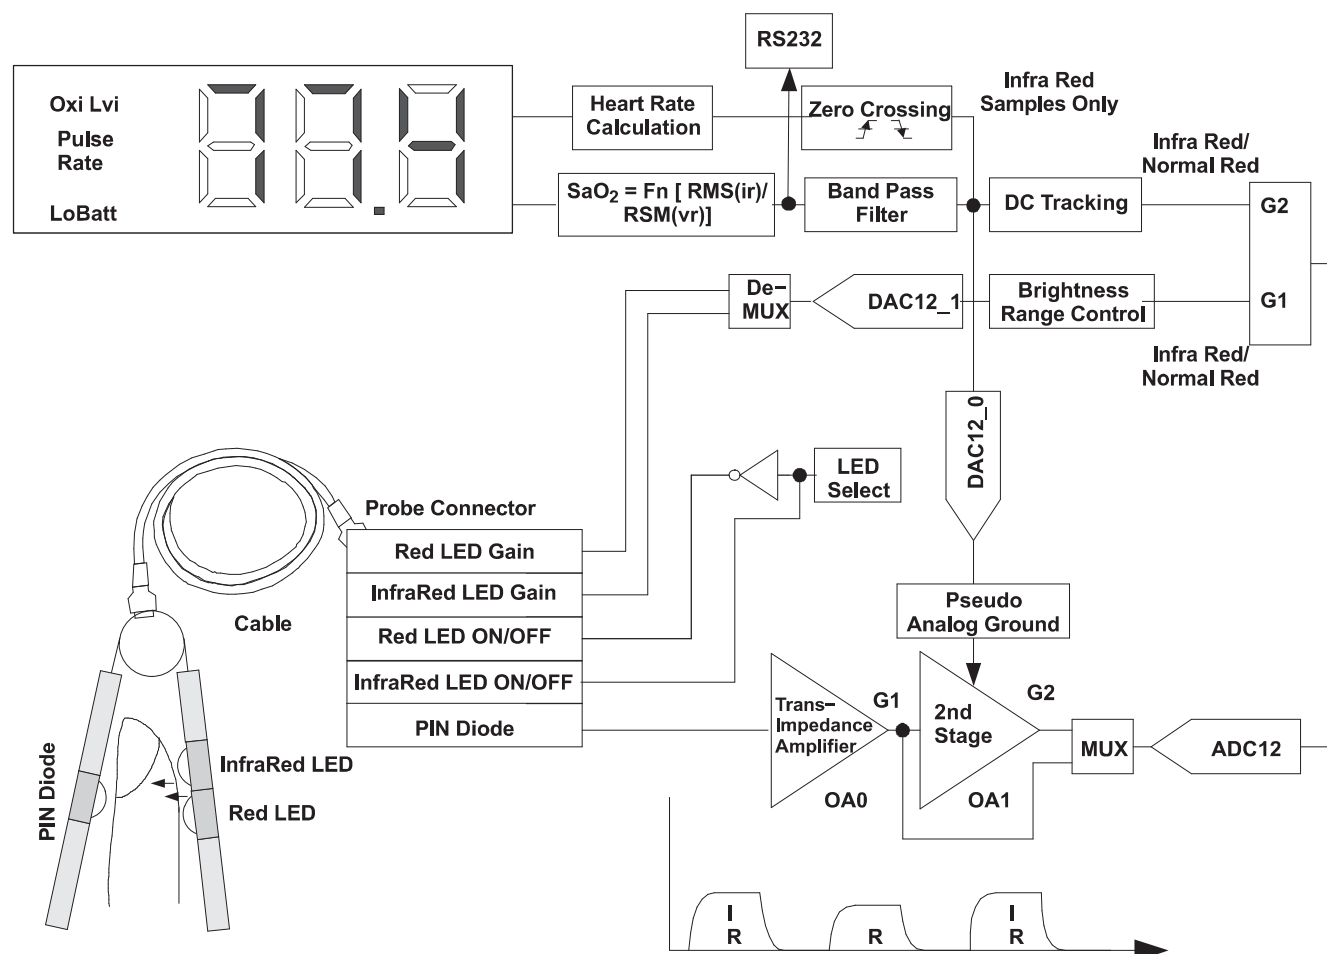 RS232
Infra Red
Samples Only
Oxi Lvi
Pulse
Rate
LoBatt
77.4
Heart Rate
Calculation
Zero Crossing
Infra Red/
Normal Red
SaO2 = Fn [ RMS(ir)/
RSM(vr)]
Band Pass
Filter
DC Tracking
G2
G1
De−
MUX
DAC12_1
Brightness
Range Control
Infra Red/
Normal Red
DAC12_0
LED
Select
Probe Connector
Red LED Gain
InfraRed LED Gain
Red LED ON/OFF
InfraRed LED ON/OFF
PIN Diode
Cable
Pseudo
Analog Ground
Trans−
Impedance
Amplifier
G1
OA0
2nd
Stage
G2
OA1
MUX
ADC12
PIN Diode
InfraRed LED
Red LED
I
R
R
I
R